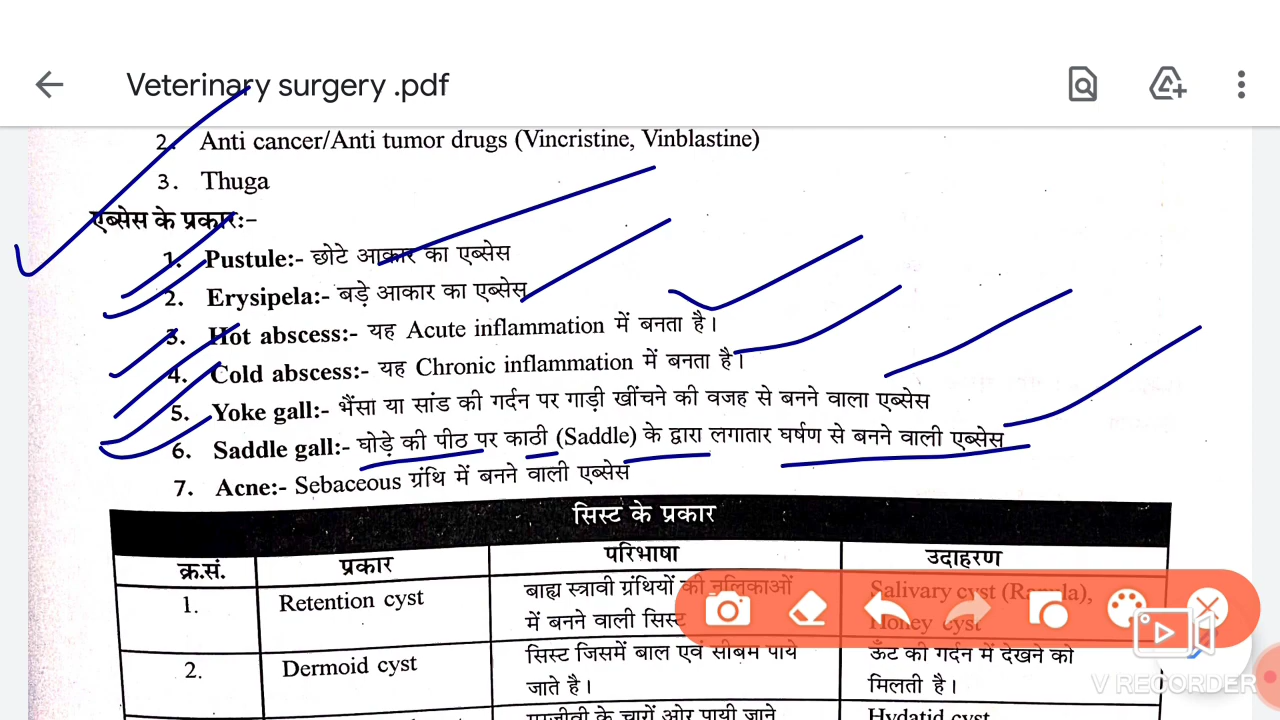 Veterinary surgery .pdf
2. Anti cancer/Anti tumor drugs (Vincristine, Vinblastine)
3. Thuga
एब्सेस के प्रकार:-
1. Pustule:- छोटे आकार का एब्सेस
2. Erysipela:- बड़े आकार का एब्सेस
3. Hot abscess:- यह Acute inflammation में बनता है।
4. Cold abscess:- यह Chronic inflammation में बनता है।
5. Yoke gall:- भैंसा या सांड की गर्दन पर गाड़ी खींचने की वजह से बनने वाला एब्सेस
6. Saddle gall:- घोड़े की पीठ पर काठी (Saddle) के द्वारा लगातार घर्षण से बनने वाली एब्सेस
7. Acne:- Sebaceous ग्रंथि में बनने वाली एब्सेस
सिस्ट के प्रकार
क्र.सं. प्रकार परिभाषा उदाहरण
1. Retention cyst बाह्य स्त्रावी ग्रंथियों की नलिकाओं Salivary cyst (Ranula),
में बनने वाली सिस्ट Honey cyst
2. Dermoid cyst सिस्ट जिसमें बाल एवं सीबम पाये ऊँट की गर्दन में देखने को
जाते है। मिलती है।
V RECORDER
Hydatid cyst